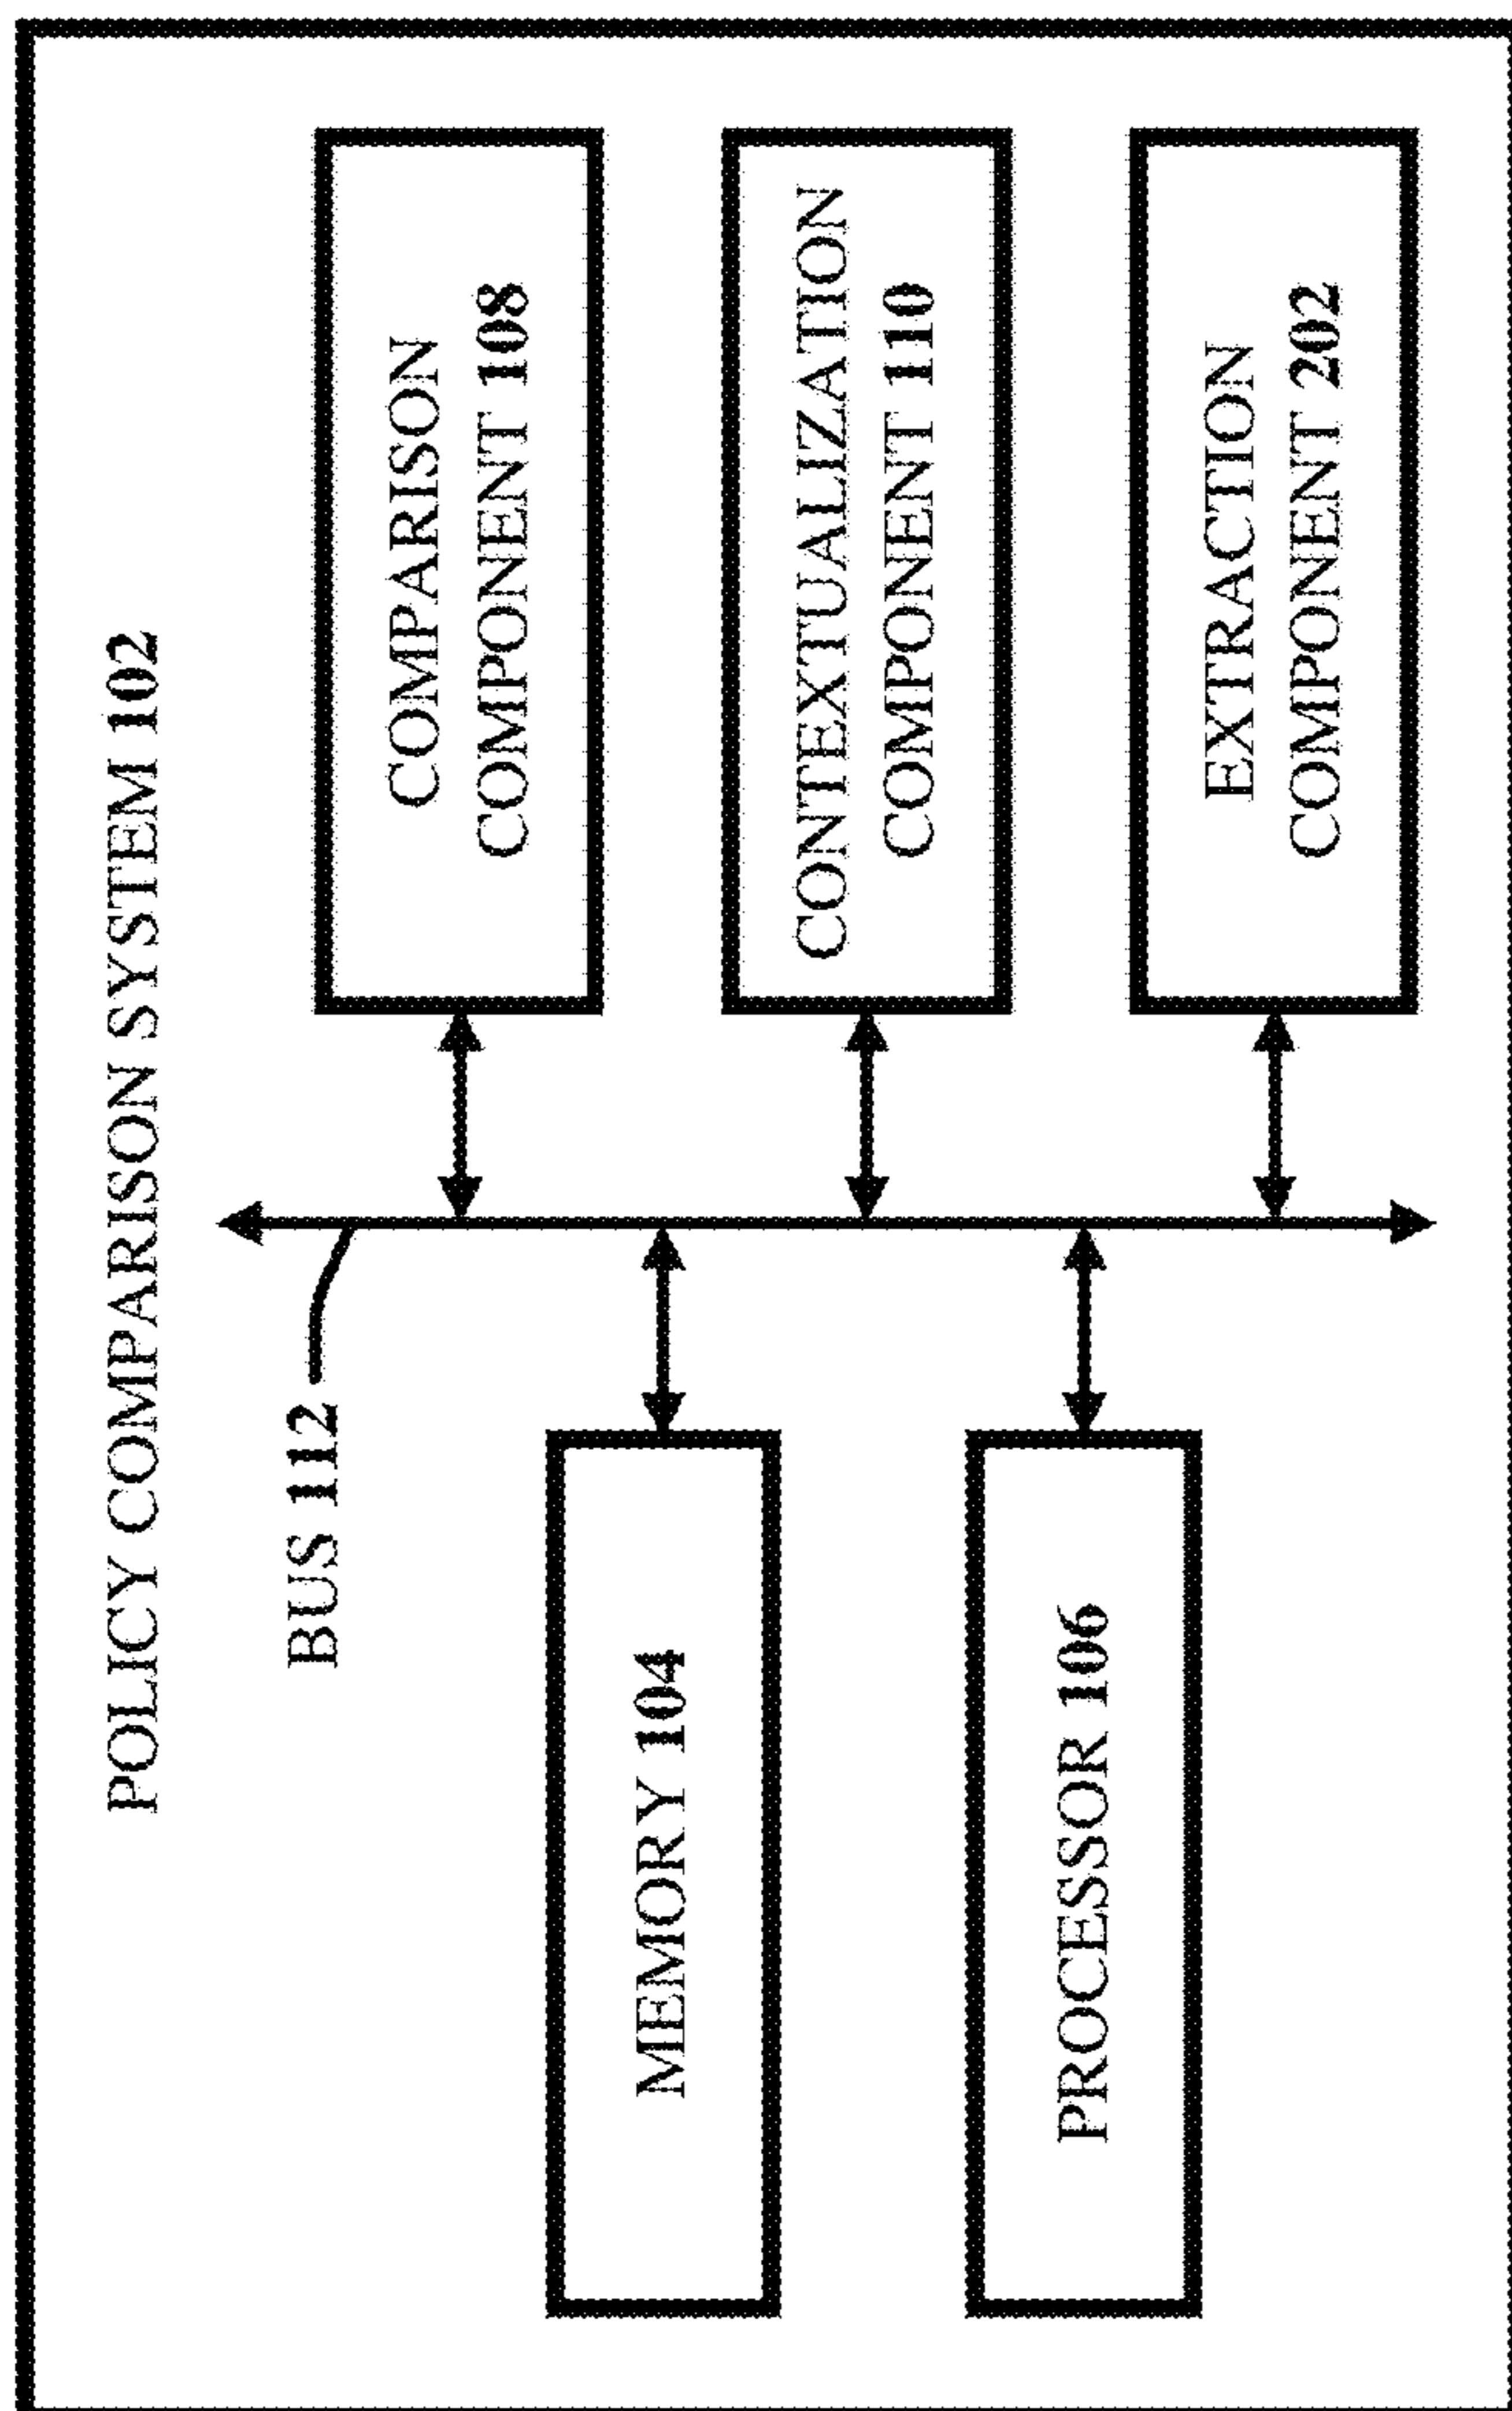 POLICY COMPARISON SYSTEM 102
BUS 112
MEMORY 104
PROCESSOR 106
COMPARISON
COMPONENT 108
CONTEXTUALIZATION
COMPONENT 110
EXTRACTION
COMPONENT 202